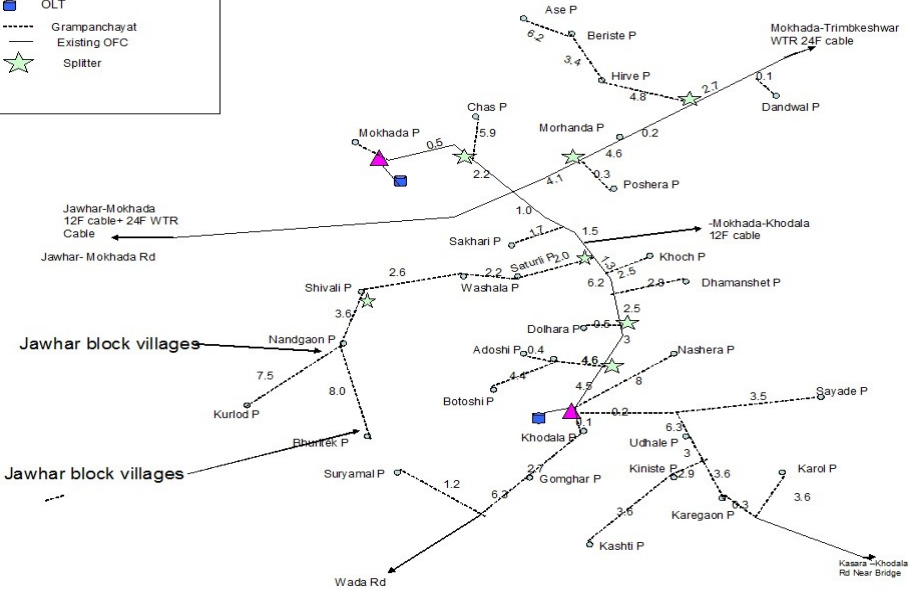 OLT
Grampanchayat
Existing OFC
Splitter
Ase P
6.2
Beriste P
3.4
Hirve P
4.8
2.7
Mokhada-Trimbkeshwar
WTR 24F cable
0.1
Dandwal P
Chas P
5.9
Mokhada P
0.5
2.2
Morhanda P
0.2
4.6
0.3
Poshera P
4.1
1.0
Jawhar-Mokhada
12F cable+ 24F WTR
Cable
Jawhar- Mokhada Rd
Sakhari P
1.7
1.5
-Mokhada-Khodala
12F cable
Saturli P
2.0
1.3
2.5
Khoch P
2.6
2.2
Washala P
6.2
2.8
Dhamanshet P
Shivali P
3.6
2.5
Dolhara P
0.5
3
Jawhar block villages
Nandgaon P
Adoshi P
0.4
4.6
Nashera P
7.5
8.0
4.4
4.5
8
Botoshi P
3.5
Sayade P
Kurlod P
0.2
0.1
Khodala P
6.3
Udhale P
3
Jawhar block villages
Suryamal P
1.2
2.7
Gomghar P
6.3
Kiniste P
2.9
3.6
Karol P
3.6
0.3
Karegaon P
3.6
Kashti P
Wada Rd
Kasara –Khodala
Rd Near Bridge